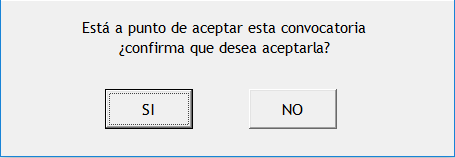 Está a punto de aceptar esta convocatoria
¿confirma que desea aceptarla?
SI NO